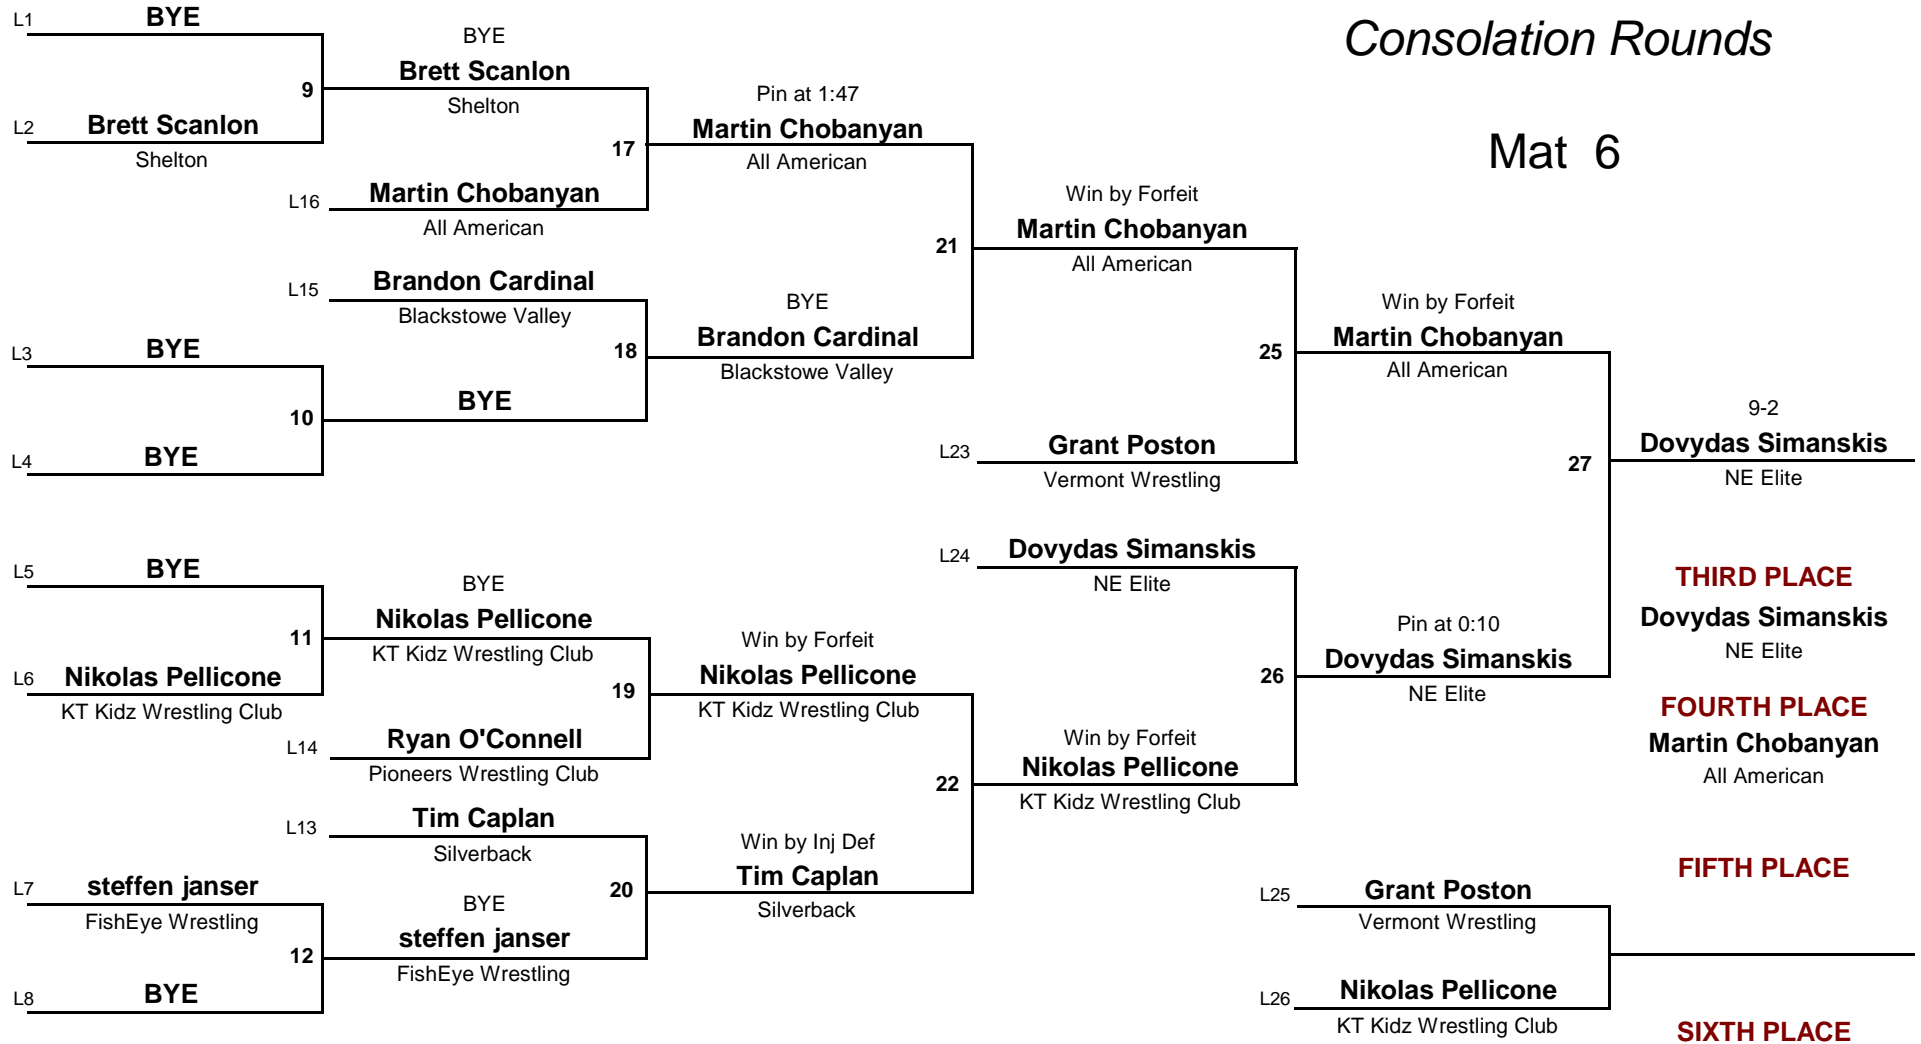 Consolation Rounds
Mat 6
L1 BYE
9
L2 Brett Scanlon
Shelton
BYE
Brett Scanlon
Shelton
17
L16 Martin Chobanyan
All American
Pin at 1:47
Martin Chobanyan
All American
L15 Brandon Cardinal
Blackstowe Valley
18
L3 BYE
10
L4 BYE
BYE
BYE
Brandon Cardinal
Blackstowe Valley
21
Win by Forfeit
Martin Chobanyan
All American
25
L23 Grant Poston
Vermont Wrestling
Win by Forfeit
Martin Chobanyan
All American
27
9-2
Dovydas Simanskis
NE Elite
L5 BYE
11
L6 Nikolas Pellicone
KT Kidz Wrestling Club
BYE
Nikolas Pellicone
KT Kidz Wrestling Club
19
L14 Ryan O'Connell
Pioneers Wrestling Club
Win by Forfeit
Nikolas Pellicone
KT Kidz Wrestling Club
22
L13 Tim Caplan
Silverback
20
L7 steffen janser
FishEye Wrestling
12
L8 BYE
BYE
steffen janser
FishEye Wrestling
Win by Inj Def
Tim Caplan
Silverback
L24 Dovydas Simanskis
NE Elite
26
Win by Forfeit
Nikolas Pellicone
KT Kidz Wrestling Club
Pin at 0:10
Dovydas Simanskis
NE Elite
THIRD PLACE
Dovydas Simanskis
NE Elite
FOURTH PLACE
Martin Chobanyan
All American
L25 Grant Poston
Vermont Wrestling
L26 Nikolas Pellicone
KT Kidz Wrestling Club
FIFTH PLACE
SIXTH PLACE